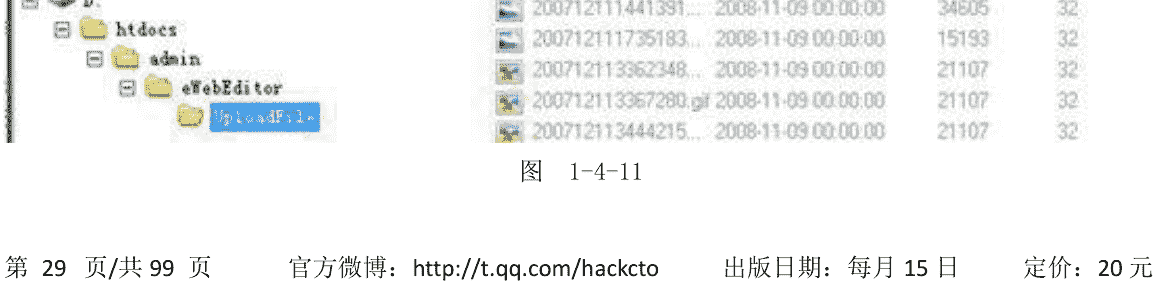 D:
htdocs
admin
eWebEditor
UploadFile
200712111441391... 2008-11-09 00:00:00 34605 32
200712111735183... 2008-11-09 00:00:00 15193 32
200712113362348... 2008-11-09 00:00:00 21107 32
200712113367280.gif 2008-11-09 00:00:00 21107 32
200712113444215... 2008-11-09 00:00:00 21107 32
图 1-4-11
第 29 页/共 99 页 官方微博：http://t.qq.com/hackcto 出版日期：每月 15 日 定价：20 元